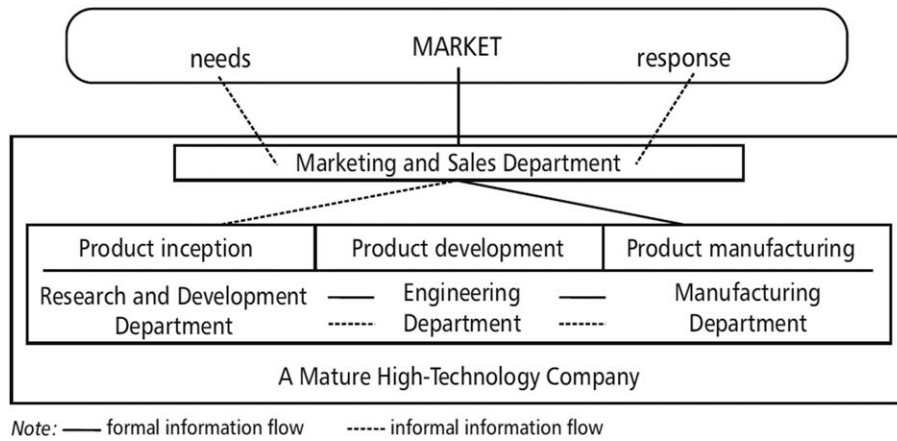 MARKET
needs response
Marketing and Sales Department
Product inception Product development Product manufacturing
Research and Development Engineering Manufacturing
Department Department Department
A Mature High-Technology Company
Note: formal information flow informal information flow